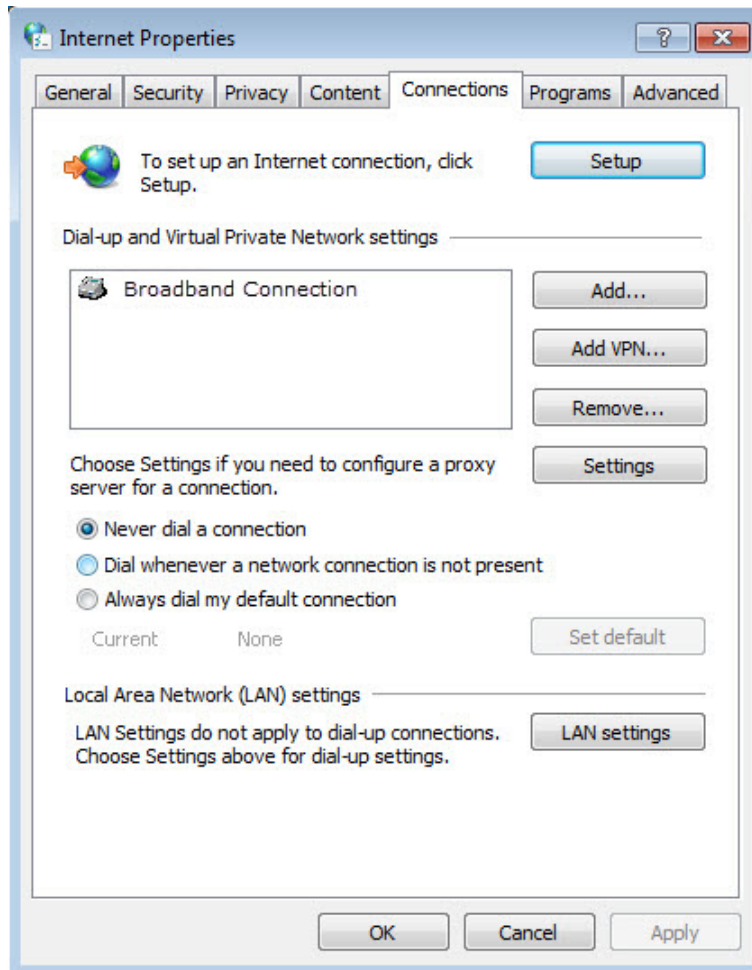 Internet Properties
General Security Privacy Content Connections Programs Advanced
To set up an Internet connection, click
Setup.
Setup
Dial-up and Virtual Private Network settings
Broadband Connection
Add...
Add VPN...
Remove...
Choose Settings if you need to configure a proxy
server for a connection.
Settings
Never dial a connection
Dial whenever a network connection is not present
Always dial my default connection
Current None
Set default
Local Area Network (LAN) settings
LAN Settings do not apply to dial-up connections.
Choose Settings above for dial-up settings.
LAN settings
OK Cancel Apply